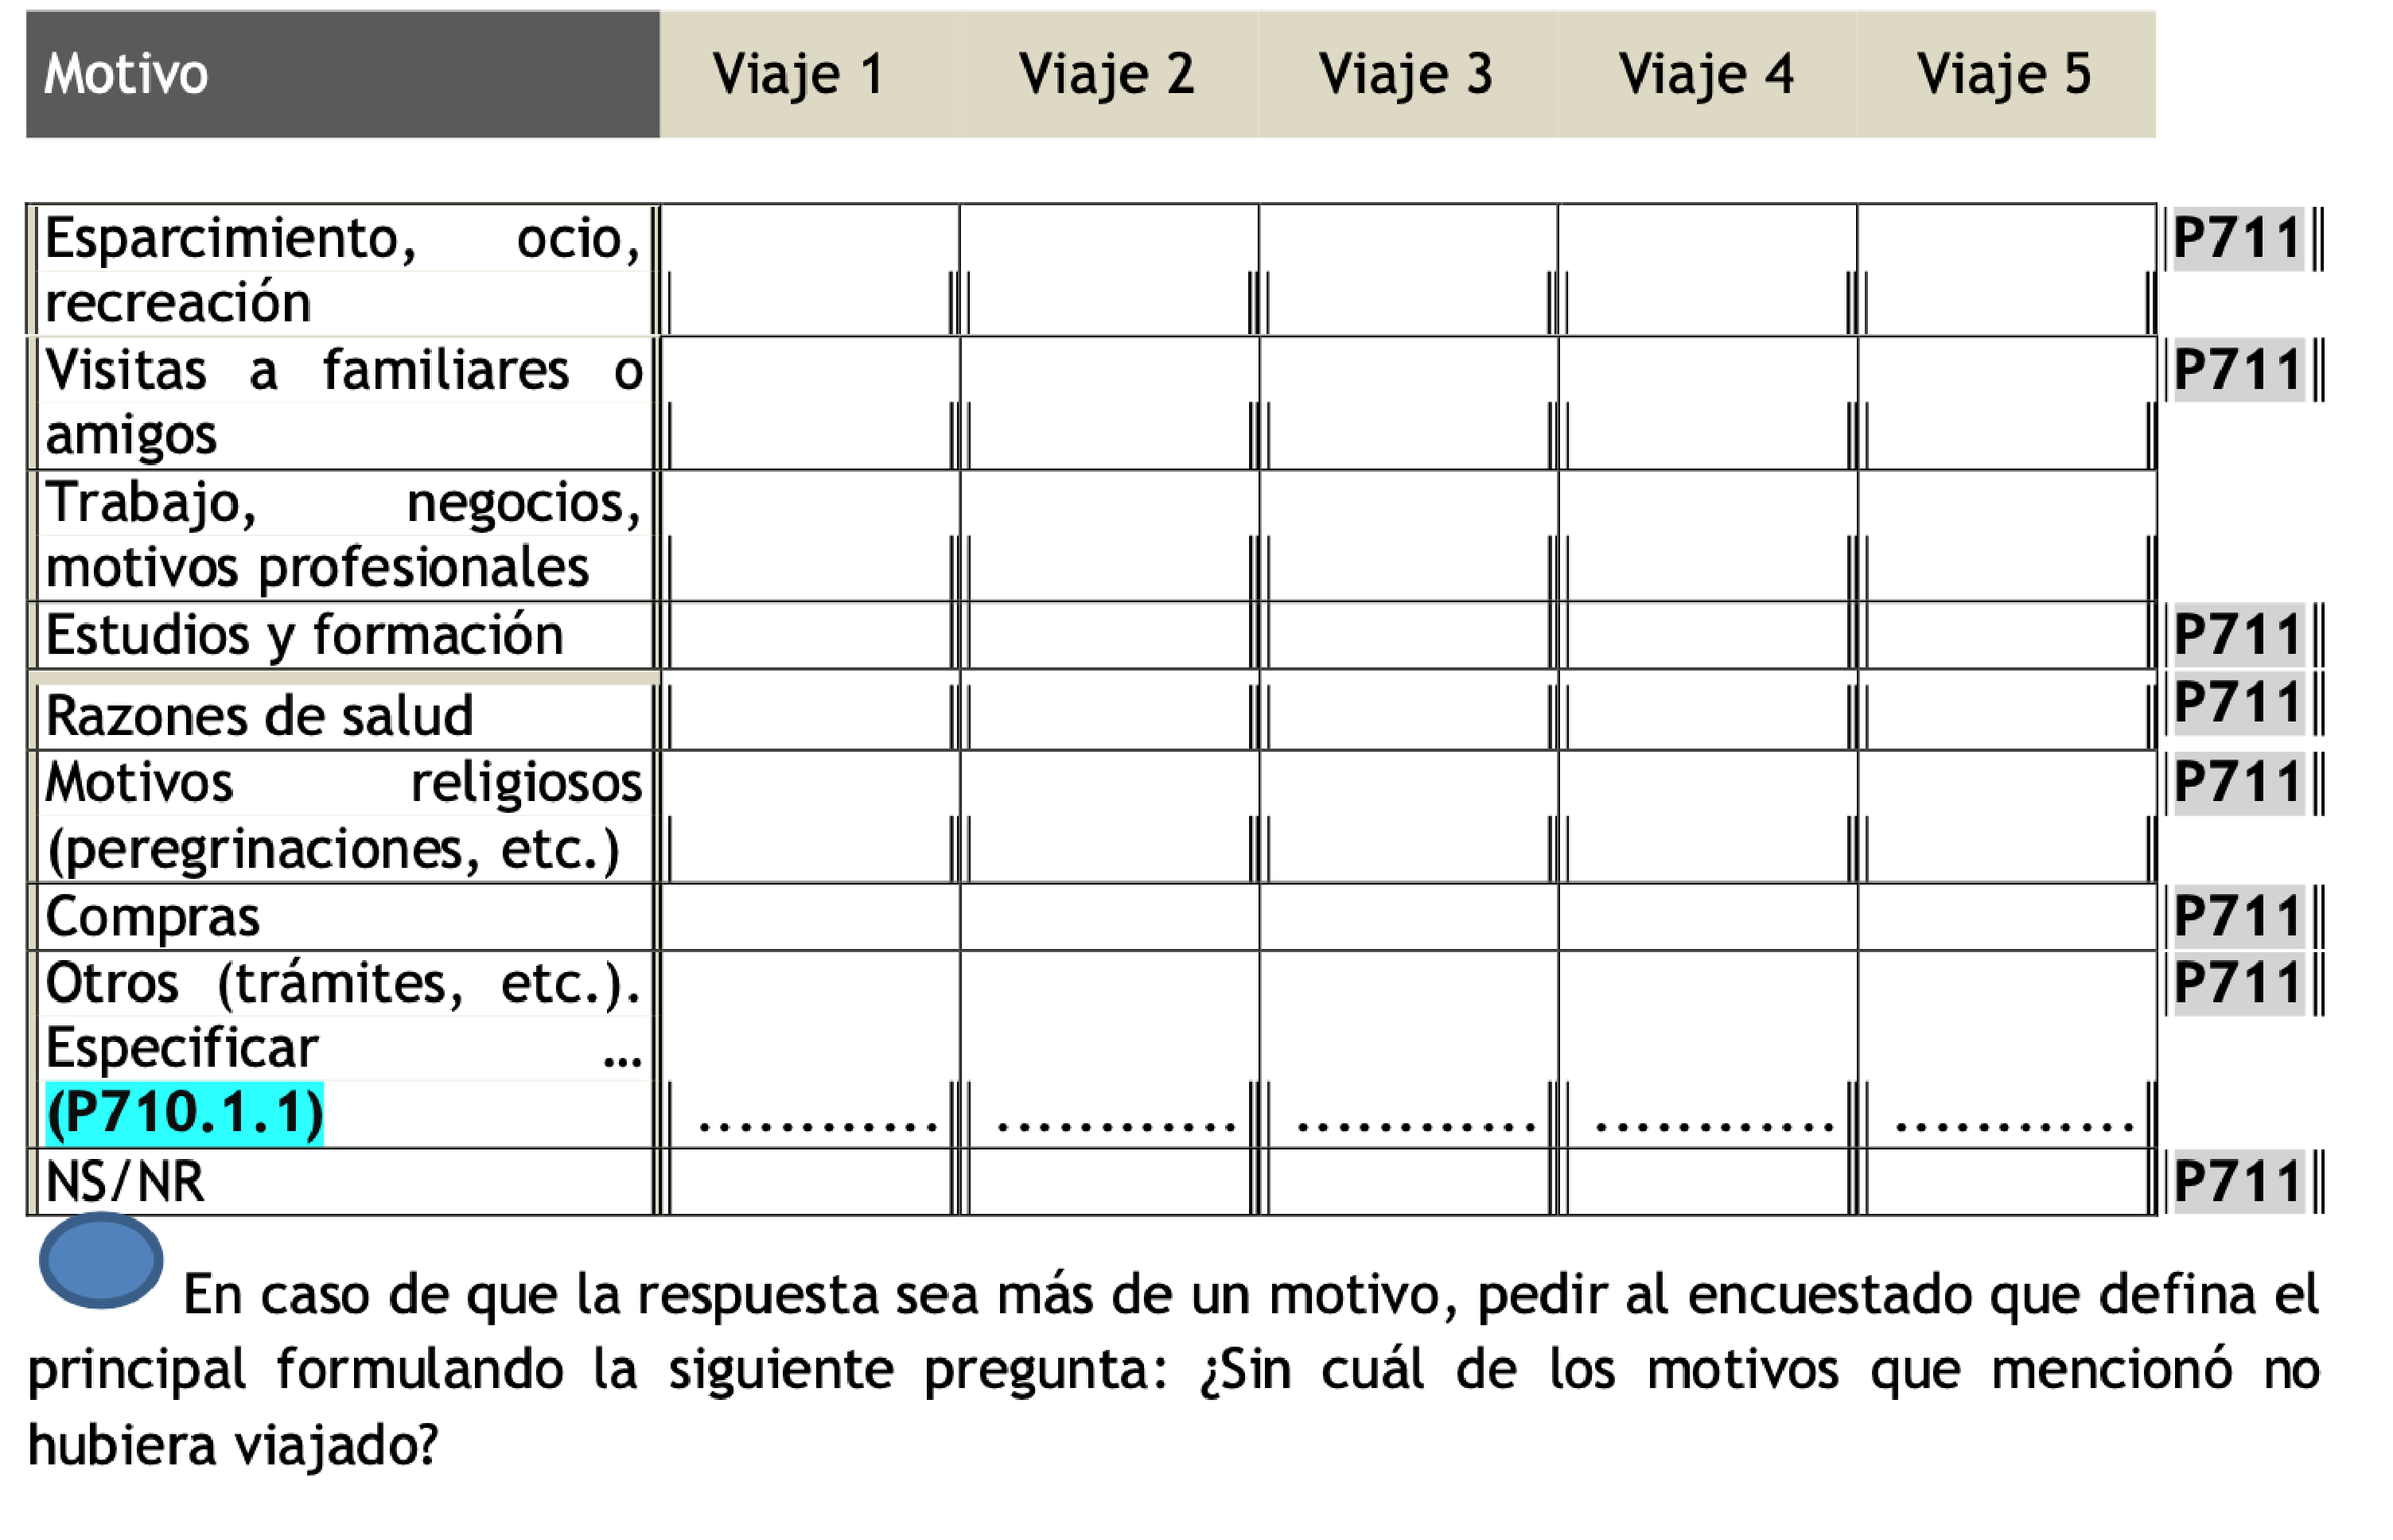 Motivo Viaje 1 Viaje 2 Viaje 3 Viaje 4 Viaje 5
Esparcimiento, ocio, P711
recreación
Visitas a familiares o P711
amigos
Trabajo, negocios,
motivos profesionales
Estudios y formación P711
Razones de salud P711
Motivos religiosos P711
(peregrinaciones, etc.)
Compras P711
Otros (trámites, etc.). P711
Especificar ...
(P710.1.1) ............ ............ ............ ............ ............
NS/NR P711
En caso de que la respuesta sea más de un motivo, pedir al encuestado que defina el
principal formulando la siguiente pregunta: ¿Sin cuál de los motivos que mencionó no
hubiera viajado?